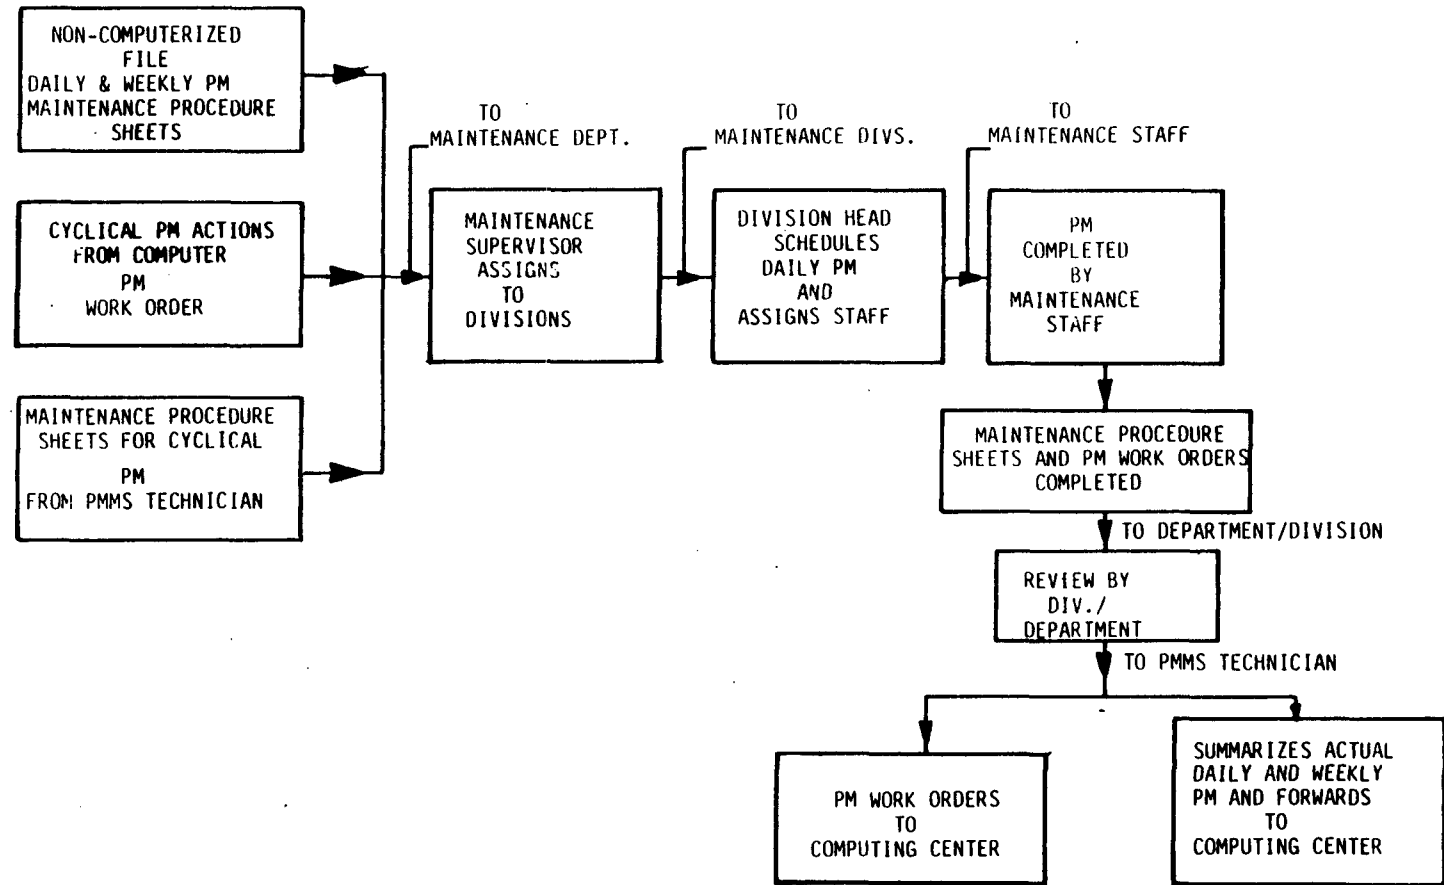 NON-COMPUTERIZED
FILE
DAILY & WEEKLY PM
MAINTENANCE PROCEDURE
SHEETS
CYCLICAL PM ACTIONS
FROM COMPUTER
PM
WORK ORDER
MAINTENANCE PROCEDURE
SHEETS FOR CYCLICAL
PM
FROM PMMS TECHNICIAN
TO
MAINTENANCE DEPT.
MAINTENANCE
SUPERVISOR
ASSIGNS
TO
DIVISIONS
TO
MAINTENANCE DIVS.
DIVISION HEAD
SCHEDULES
DAILY PM
AND
ASSIGNS STAFF
TO
MAINTENANCE STAFF
PM
COMPLETED
BY
MAINTENANCE
STAFF
MAINTENANCE PROCEDURE
SHEETS AND PM WORK ORDERS
COMPLETED
TO DEPARTMENT/DIVISION
REVIEW BY
DIV./
DEPARTMENT
TO PMMS TECHNICIAN
PM WORK ORDERS
TO
COMPUTING CENTER
SUMMARIZES ACTUAL
DAILY AND WEEKLY
PM AND FORWARDS
TO
COMPUTING CENTER